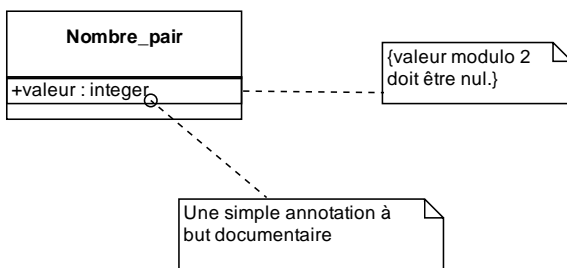 Nombre_pair
+valeur : integer
{valeur modulo 2
doit être nul.}
Une simple annotation à
but documentaire